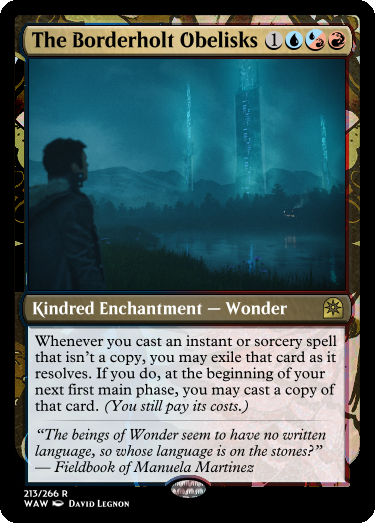 The Borderholt Obelisks 1
Kindred Enchantment — Wonder
Whenever you cast an instant or sorcery spell
that isn't a copy, you may exile that card as it
resolves. If you do, at the beginning of your
next first main phase, you may cast a copy of
that card. (You still pay its costs.)
"The beings of Wonder seem to have no written
language, so whose language is on the stones?"
— Fieldbook of Manuela Martinez
213/266 R
WAW David Legnon